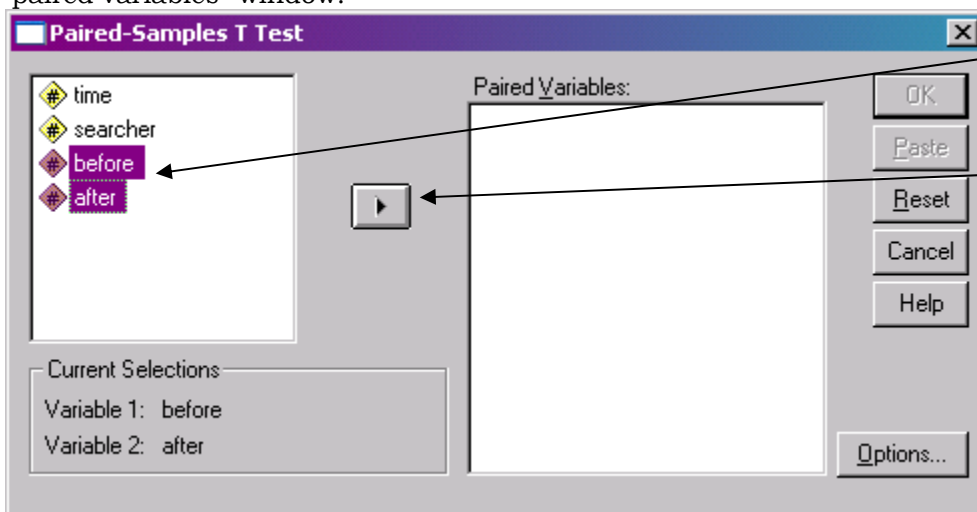 paired variables" window.
Paired-Samples T Test
time
searcher
before
after
Paired Variables:
OK
Paste
Reset
Cancel
Help
Current Selections
Variable 1: before
Variable 2: after
Options...